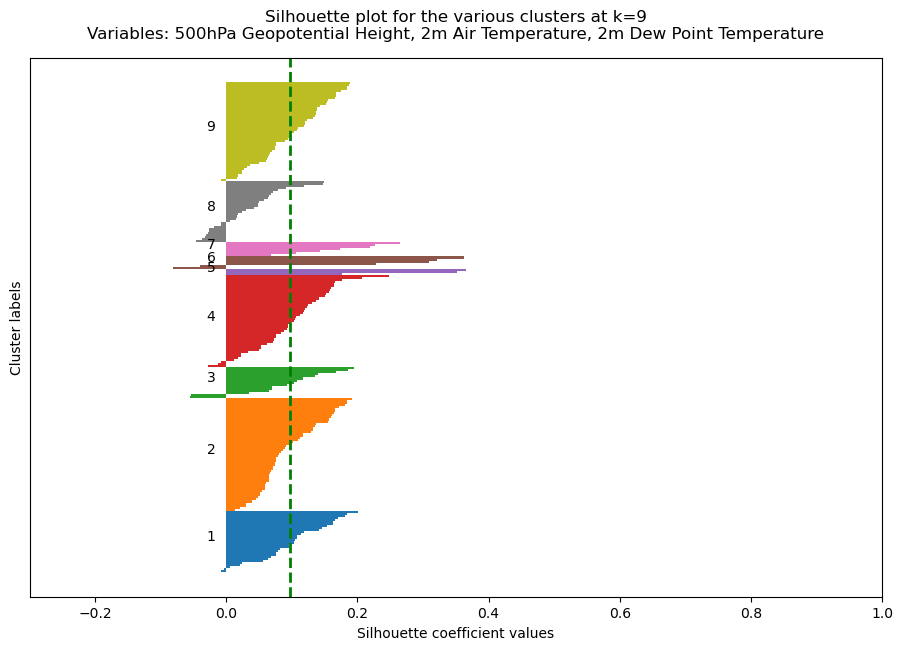 Silhouette plot for the various clusters at k=9
Variables: 500hPa Geopotential Height, 2m Air Temperature, 2m Dew Point Temperature
Cluster labels
9
8
7
6
5
4
3
2
1
−0.2 0.0 0.2 0.4 0.6 0.8 1.0
Silhouette coefficient values